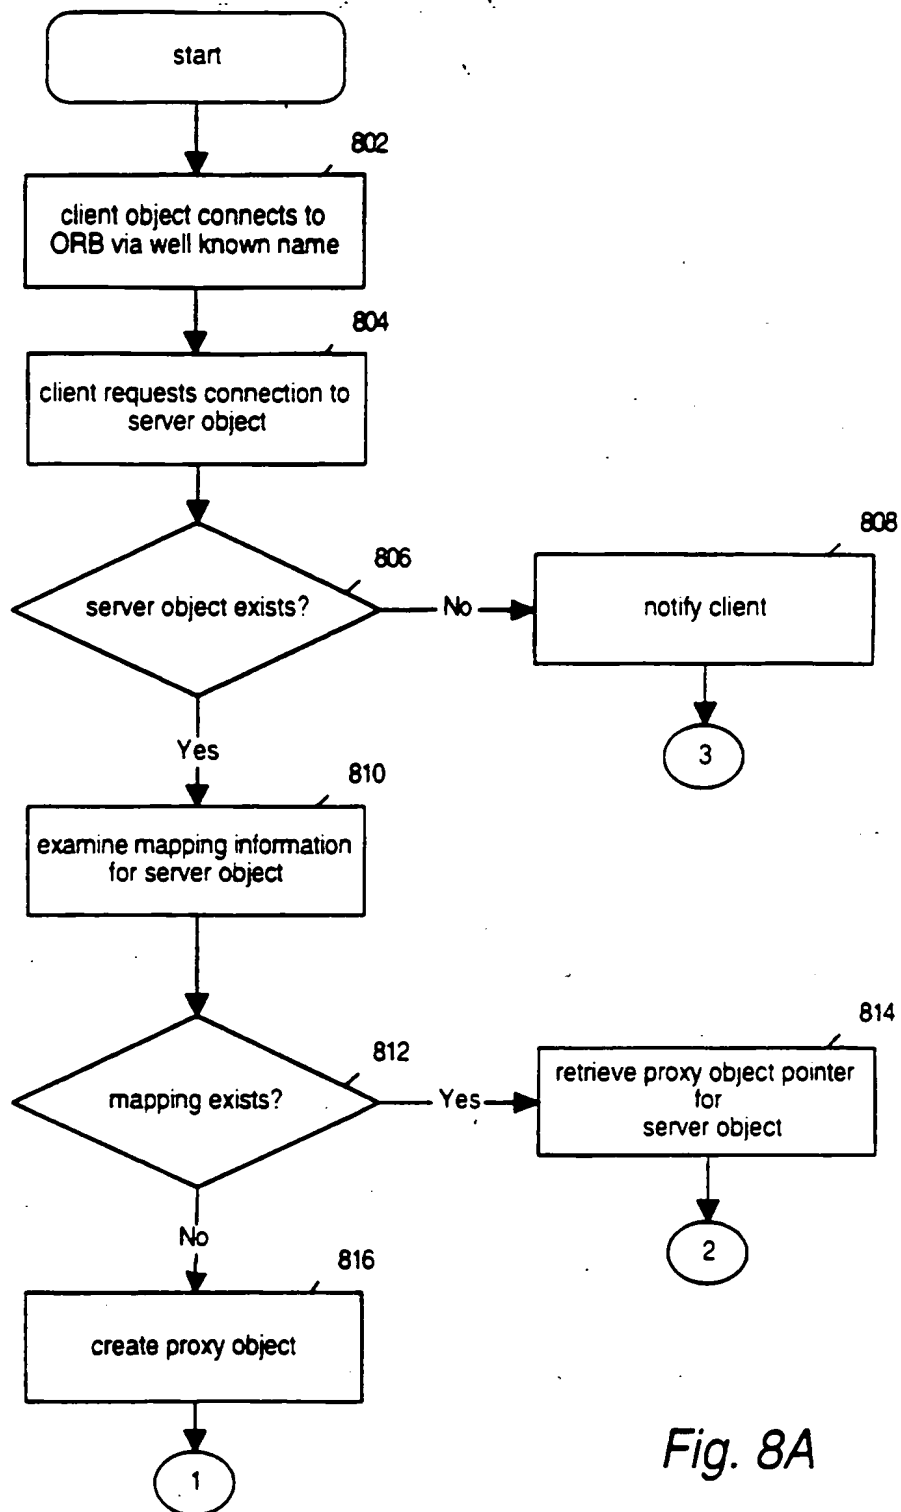 start
802
client object connects to
ORB via well known name
804
client requests connection to
server object
806
server object exists?
No
808
notify client
3
Yes
810
examine mapping information
for server object
812
mapping exists?
Yes
814
retrieve proxy object pointer
for
server object
2
No
816
create proxy object
1
Fig. 8A